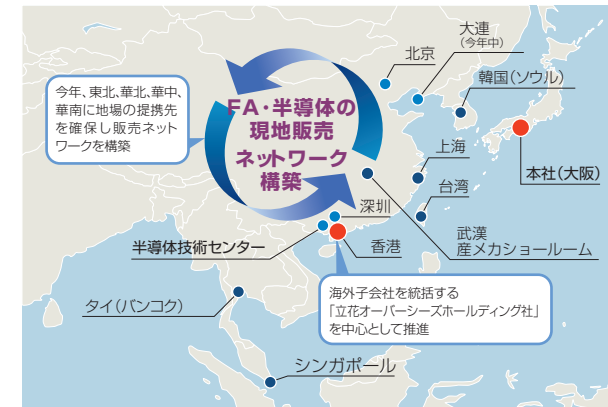 大連
(今年中)
北京
韓国(ソウル)
今年、東北、華北、華中、
華南に地場の提携先
を確保し販売ネット
ワークを構築
FA・半導体の
現地販売
ネットワーク
構築
上海
本社(大阪)
台湾
深圳
半導体技術センター
香港
武漢
産メカショールーム
タイ(バンコク)
海外子会社を統括する
「立花オーバーシーズホールディング社」
を中心として推進
シンガポール